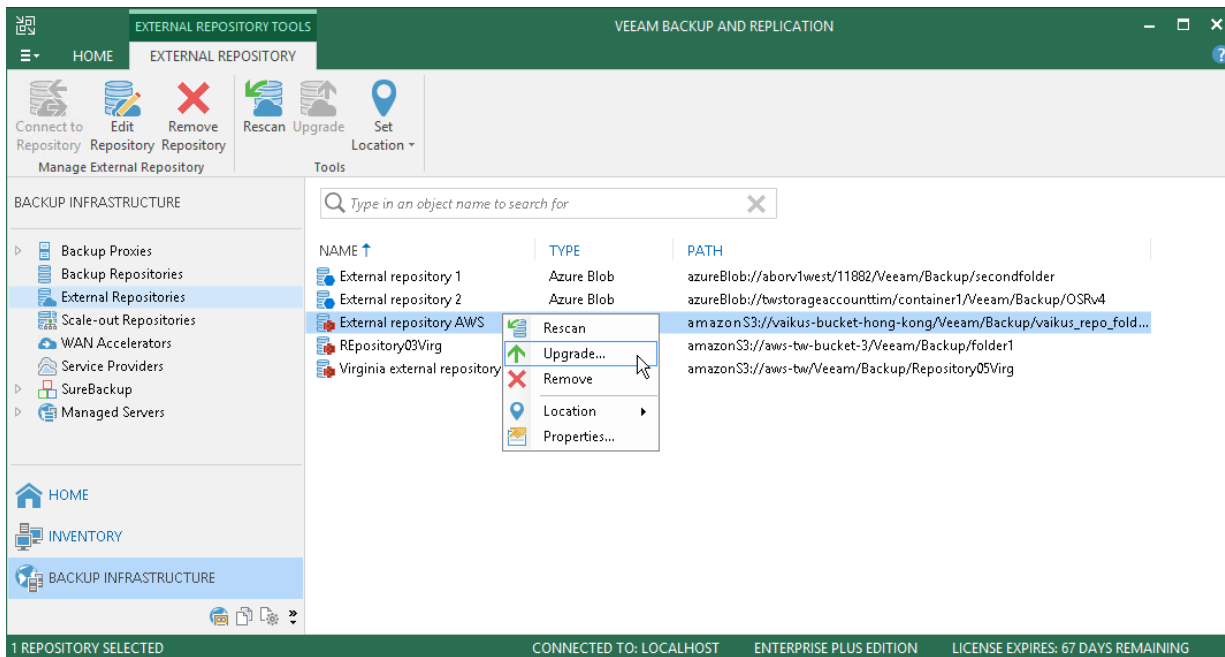 EXTERNAL REPOSITORY TOOLS
VEEAM BACKUP AND REPLICATION
HOME
EXTERNAL REPOSITORY
?
Connect to Repository
Edit Repository
Remove Repository
Rescan
Upgrade
Set Location
Manage External Repository
Tools
BACKUP INFRASTRUCTURE
Type in an object name to search for
Backup Proxies
Backup Repositories
External Repositories
Scale-out Repositories
WAN Accelerators
Service Providers
SureBackup
Managed Servers
NAME TYPE PATH
External repository 1 Azure Blob azureBlob://aborv1west/11882/Veeam/Backup/secondfolder
External repository 2 Azure Blob azureBlob://twstorageaccounttim/container1/Veeam/Backup/OSRv4
External repository AWS amazonS3://vaikus-bucket-hong-kong/Veeam/Backup/vaikus_repo_fold...
REpository03Virg amazonS3://aws-tw-bucket-3/Veeam/Backup/folder1
Virginia external repository amazonS3://aws-tw/Veeam/Backup/Repository05Virg
Rescan
Upgrade...
Remove
Location
Properties...
HOME
INVENTORY
BACKUP INFRASTRUCTURE
1 REPOSITORY SELECTED
CONNECTED TO: LOCALHOST
ENTERPRISE PLUS EDITION
LICENSE EXPIRES: 67 DAYS REMAINING